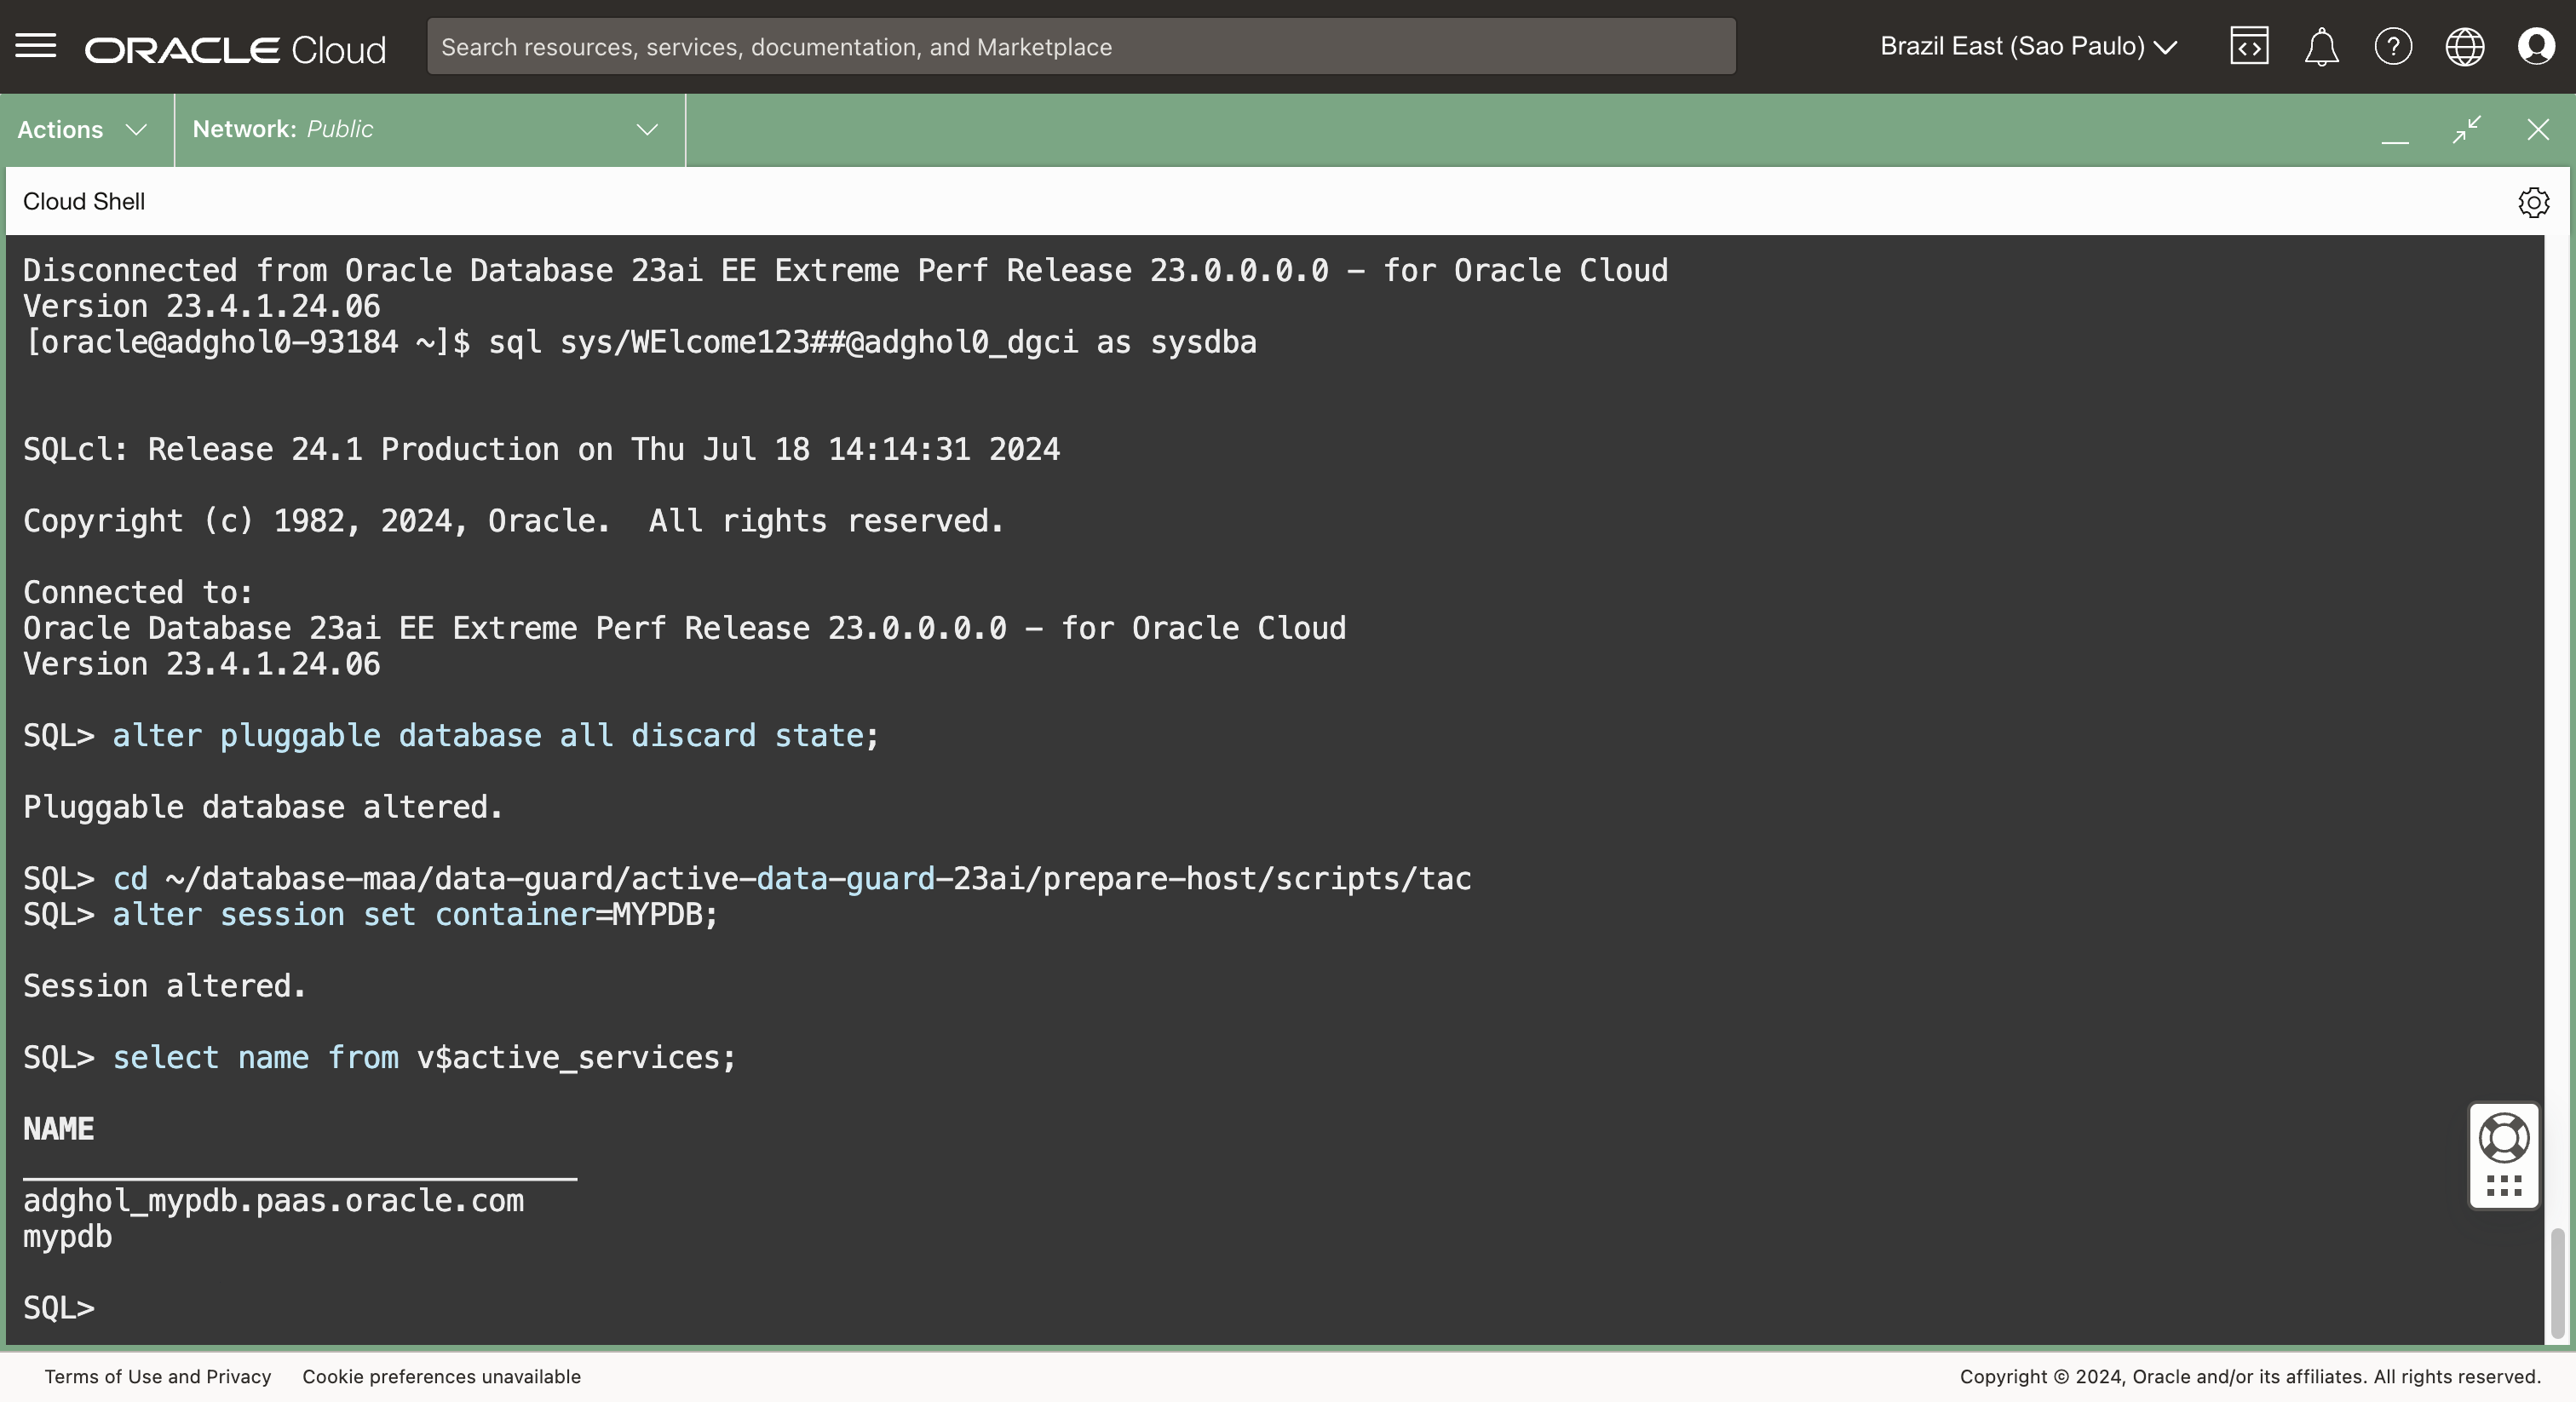 ORACLE Cloud
Search resources, services, documentation, and Marketplace
Brazil East (Sao Paulo)
Actions
Network: Public
Cloud Shell
Disconnected from Oracle Database 23ai EE Extreme Perf Release 23.0.0.0.0 - for Oracle Cloud
Version 23.4.1.24.06
[oracle@adghol0-93184 ~]$ sql sys/WElcome123##@adghol0_dgci as sysdba
SQLcl: Release 24.1 Production on Thu Jul 18 14:14:31 2024
Copyright (c) 1982, 2024, Oracle.  All rights reserved.
Connected to:
Oracle Database 23ai EE Extreme Perf Release 23.0.0.0.0 - for Oracle Cloud
Version 23.4.1.24.06
SQL> alter pluggable database all discard state;
Pluggable database altered.
SQL> cd ~/database-maa/data-guard/active-data-guard-23ai/prepare-host/scripts/tac
SQL> alter session set container=MYPDB;
Session altered.
SQL> select name from v$active_services;
NAME
_______________________________
adghol_mypdb.paas.oracle.com
mypdb
SQL>
Terms of Use and Privacy
Cookie preferences unavailable
Copyright © 2024, Oracle and/or its affiliates. All rights reserved.